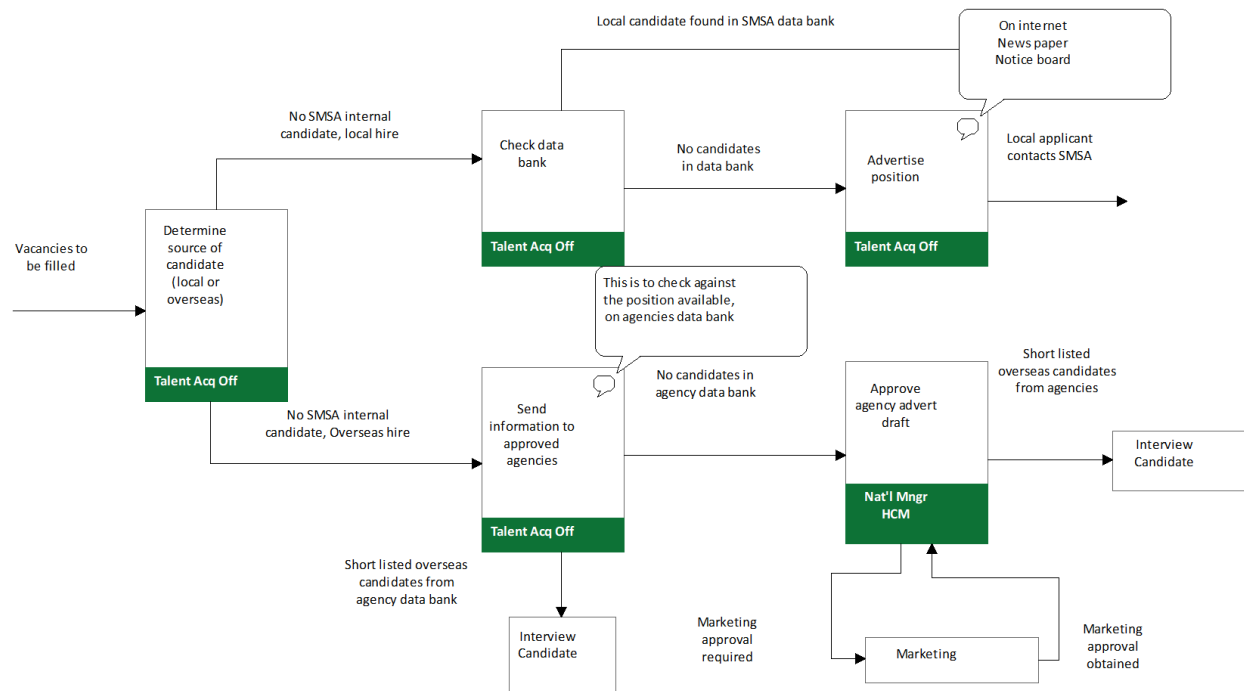 Local candidate found in SMSA data bank
On internet
News paper
Notice board
No SMSA internal
candidate, local hire
Check data
bank
Talent Acq Off
No candidates
in data bank
Advertise
position
Talent Acq Off
Local applicant
contacts SMSA
Vacancies to
be filled
Determine
source of
candidate
(local or
overseas)
Talent Acq Off
This is to check against
the position available,
on agencies data bank
No SMSA internal
candidate, Overseas hire
Send
information to
approved
agencies
Talent Acq Off
No candidates in
agency data bank
Approve
agency advert
draft
Nat'l Mngr
HCM
Short listed
overseas candidates
from agencies
Interview
Candidate
Short listed overseas
candidates from
agency data bank
Interview
Candidate
Marketing
approval
required
Marketing
Marketing
approval
obtained